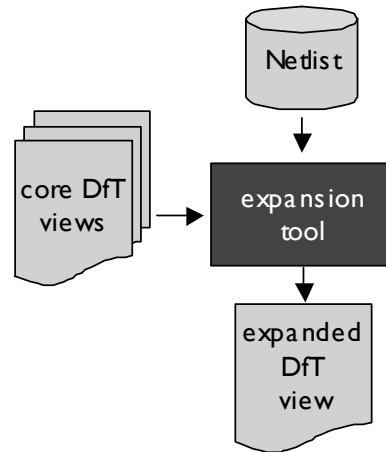 Netlist
core DfT
views
expansion
tool
expanded
DfT
view